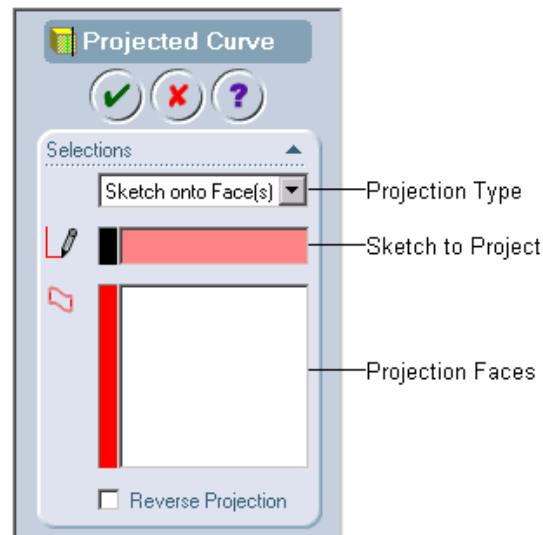 Projected Curve
?
Selections
Sketch onto Face(s)
Projection Type
Sketch to Project
Projection Faces
Reverse Projection